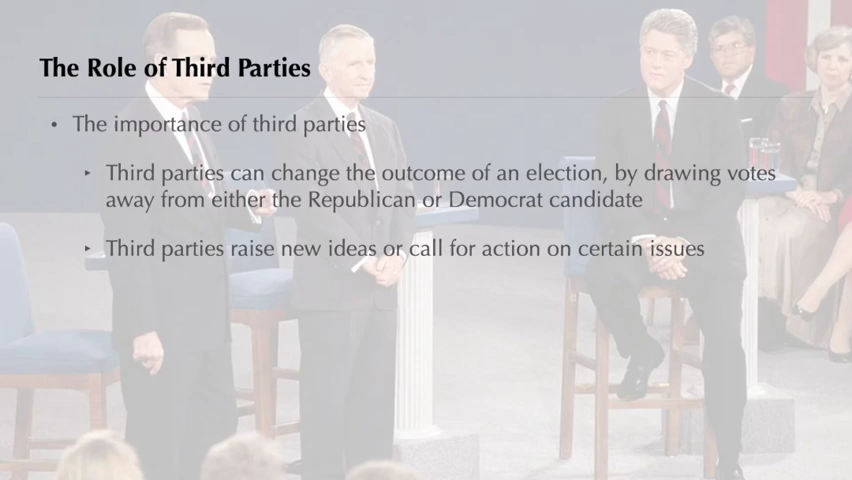 The Role of Third Parties
• The importance of third parties
‣ Third parties can change the outcome of an election, by drawing votes
away from either the Republican or Democrat candidate
‣ Third parties raise new ideas or call for action on certain issues